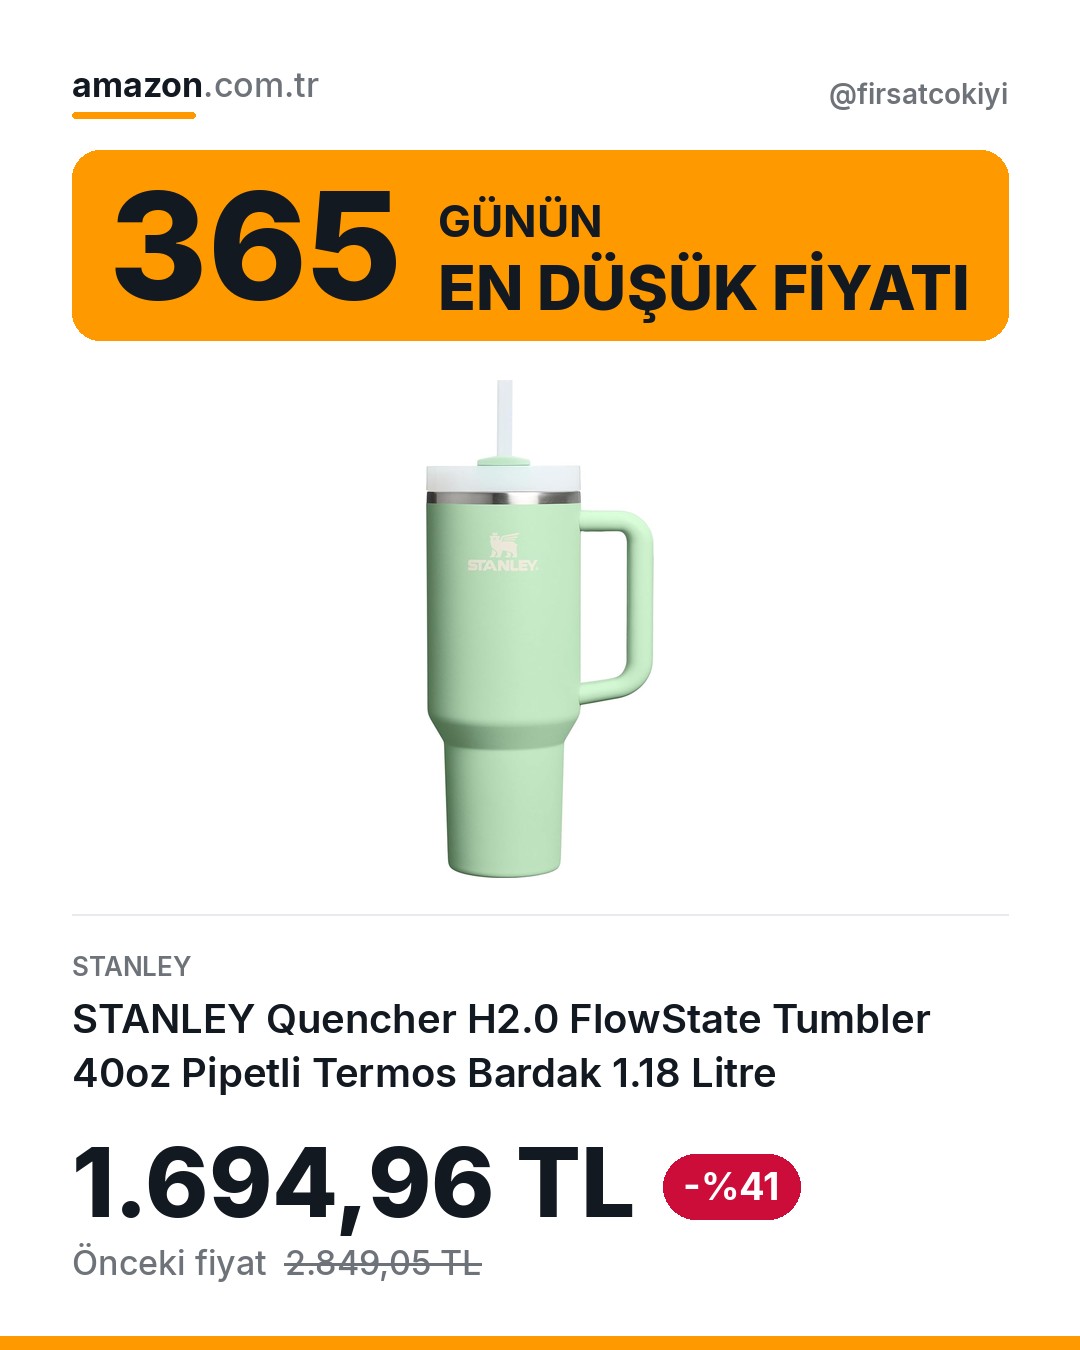 amazon.com.tr
@firsatcokiyi
365
GÜNÜN
EN DÜŞÜK FİYATI
STANLEY.
STANLEY
STANLEY Quencher H2.0 FlowState Tumbler
40oz Pipetli Termos Bardak 1.18 Litre
1.694,96 TL
-%41
Önceki fiyat 2.849,05 TL